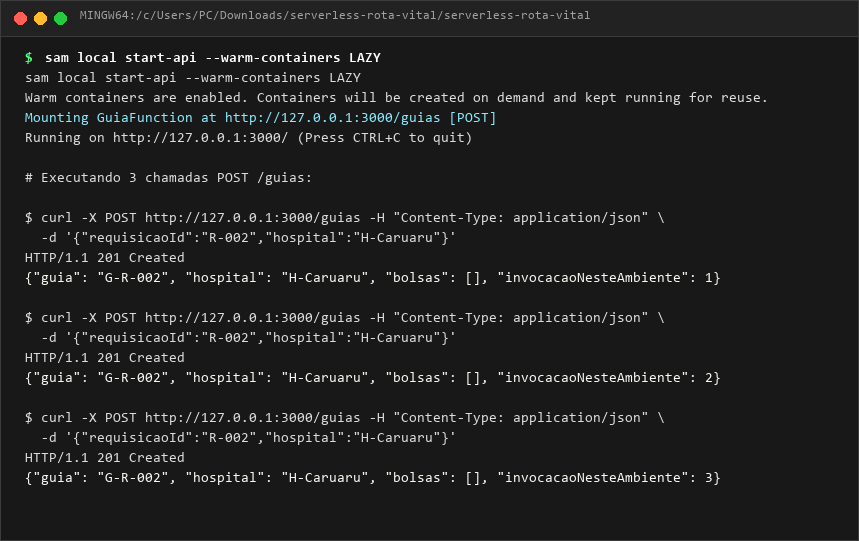 MINGW64:/c/Users/PC/Downloads/serverless-rota-vital/serverless-rota-vital
$ sam local start-api --warm-containers LAZY
sam local start-api --warm-containers LAZY
Warm containers are enabled. Containers will be created on demand and kept running for reuse.
Mounting GuiaFunction at http://127.0.0.1:3000/guias [POST]
Running on http://127.0.0.1:3000/ (Press CTRL+C to quit)
# Executando 3 chamadas POST /guias:
$ curl -X POST http://127.0.0.1:3000/guias -H "Content-Type: application/json" \
-d '{"requisicaoId":"R-002","hospital":"H-Caruaru"}'
HTTP/1.1 201 Created
{"guia": "G-R-002", "hospital": "H-Caruaru", "bolsas": [], "invocacaoNesteAmbiente": 1}
$ curl -X POST http://127.0.0.1:3000/guias -H "Content-Type: application/json" \
-d '{"requisicaoId":"R-002","hospital":"H-Caruaru"}'
HTTP/1.1 201 Created
{"guia": "G-R-002", "hospital": "H-Caruaru", "bolsas": [], "invocacaoNesteAmbiente": 2}
$ curl -X POST http://127.0.0.1:3000/guias -H "Content-Type: application/json" \
-d '{"requisicaoId":"R-002","hospital":"H-Caruaru"}'
HTTP/1.1 201 Created
{"guia": "G-R-002", "hospital": "H-Caruaru", "bolsas": [], "invocacaoNesteAmbiente": 3}